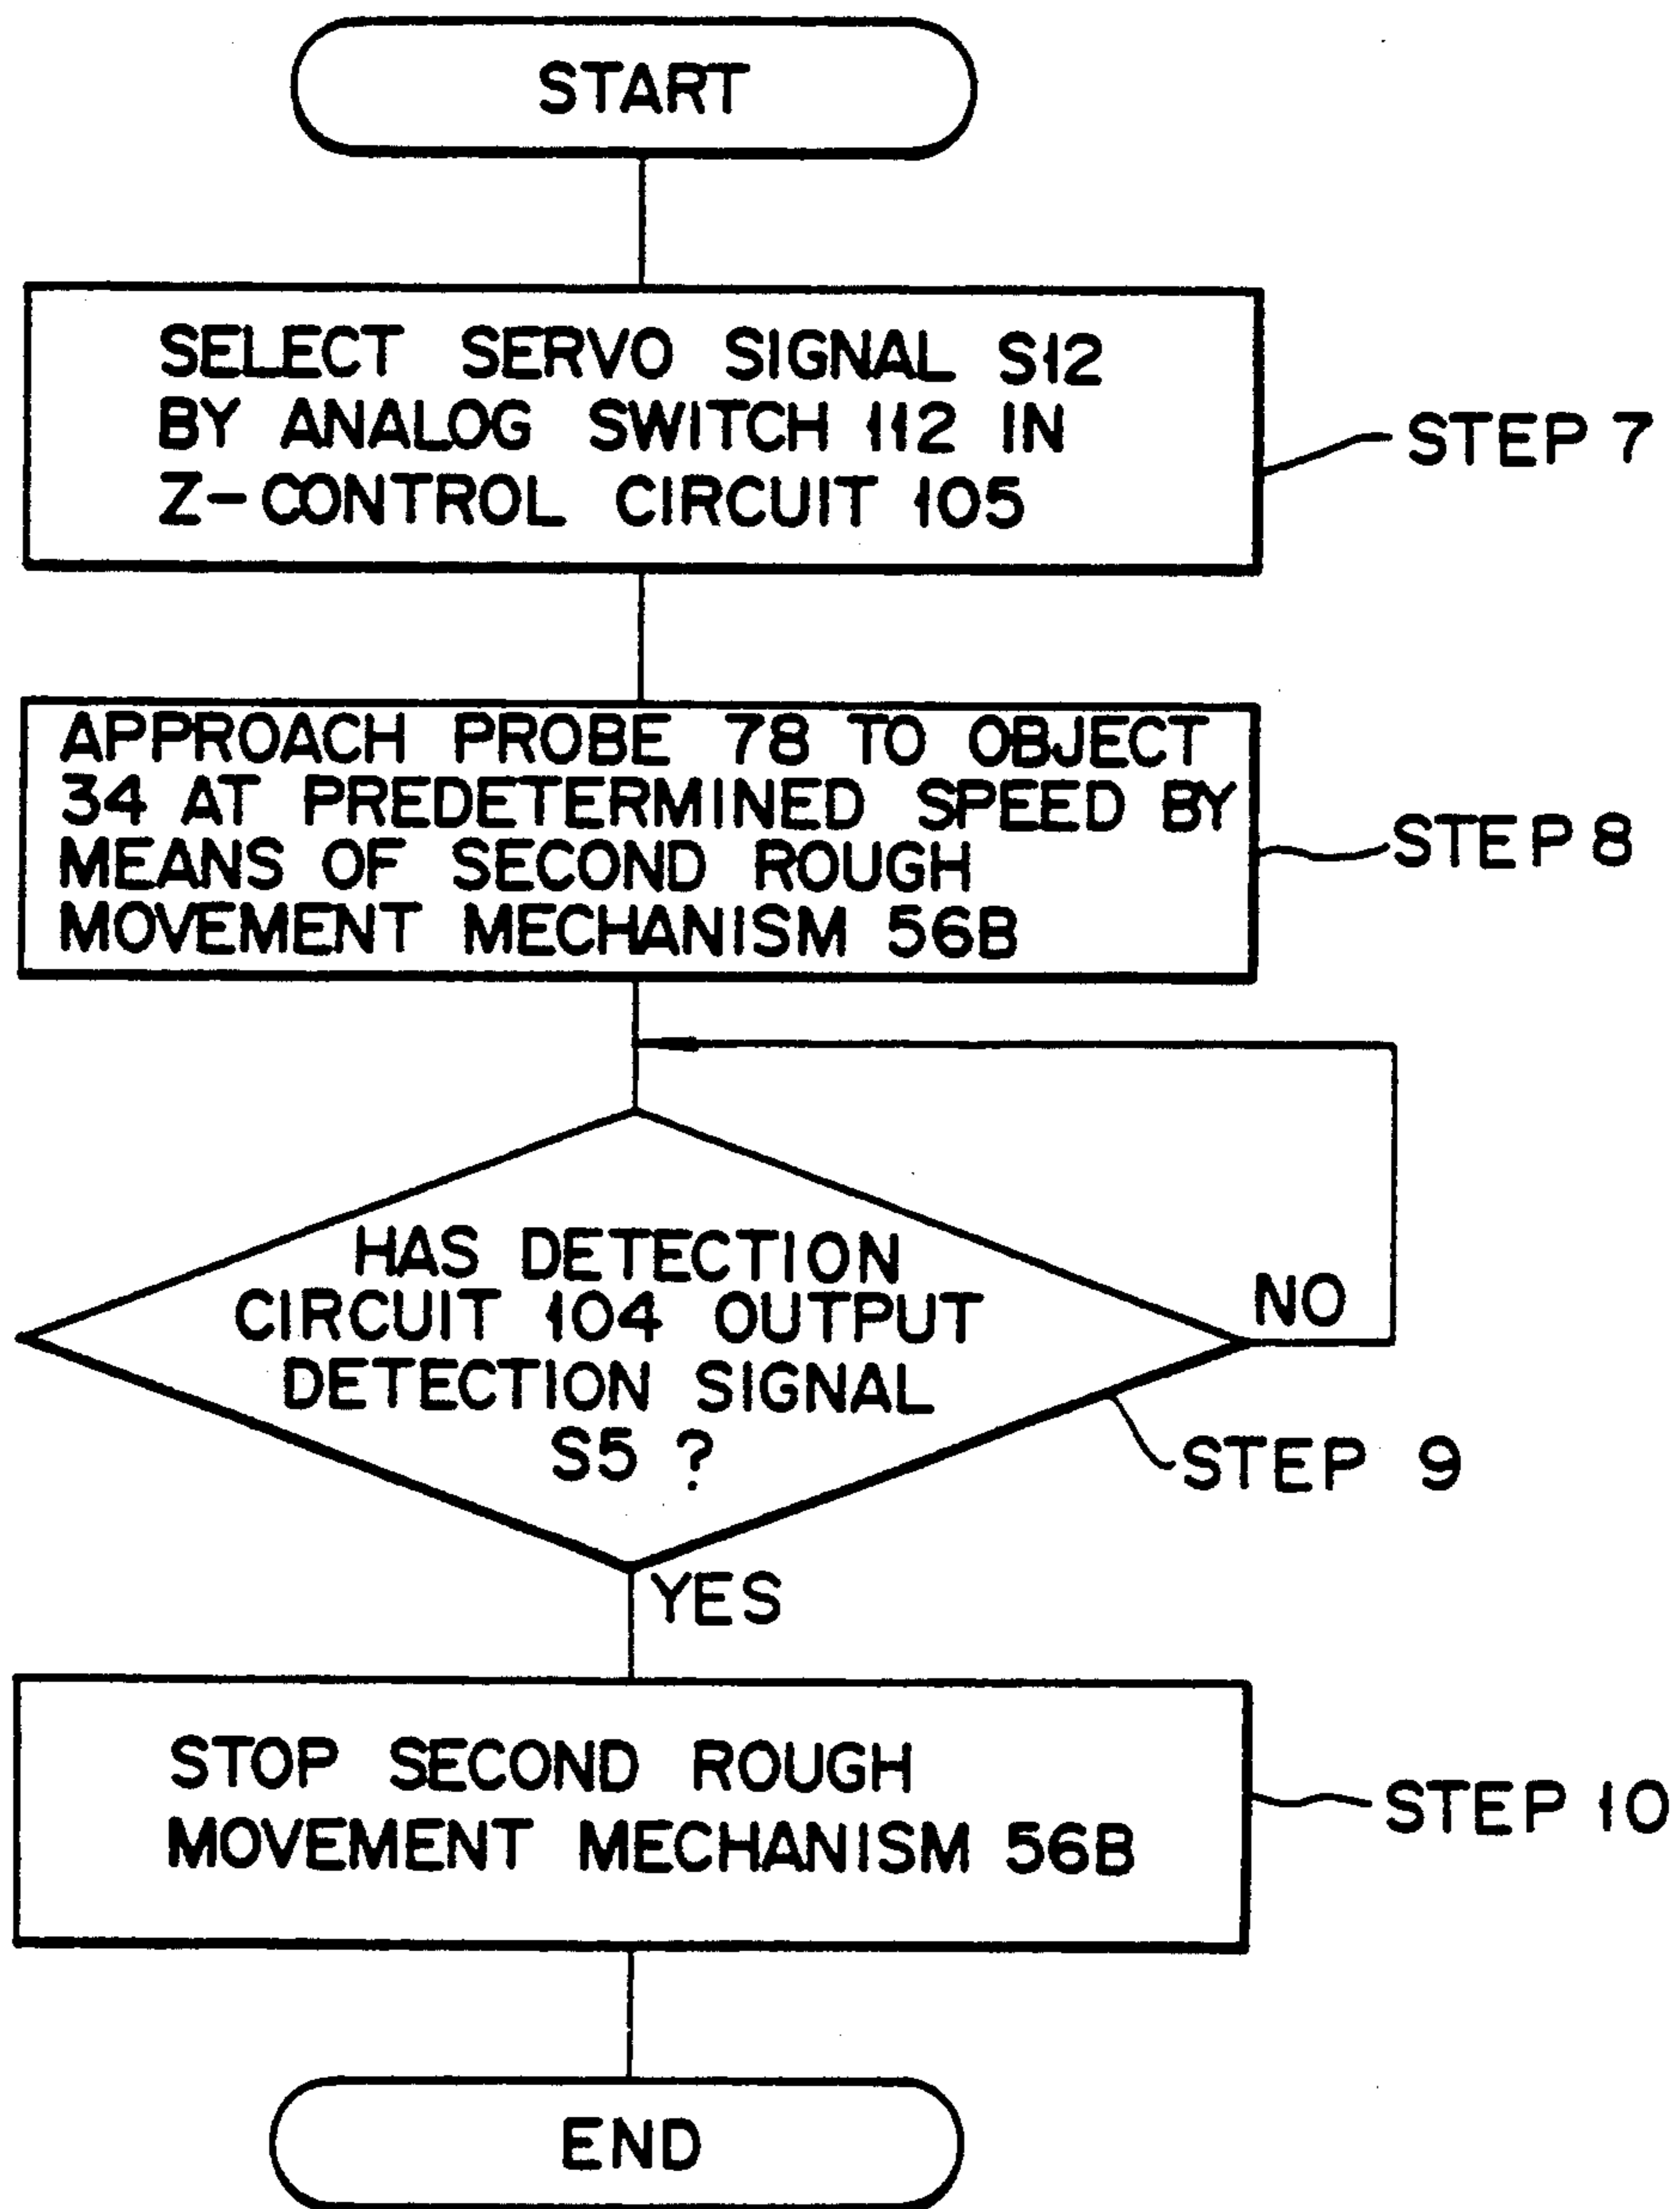 START
SELECT SERVO SIGNAL S12
BY ANALOG SWITCH 112 IN
Z-CONTROL CIRCUIT 105
STEP 7
APPROACH PROBE 78 TO OBJECT
34 AT PREDETERMINED SPEED BY
MEANS OF SECOND ROUGH
MOVEMENT MECHANISM 56B
STEP 8
HAS DETECTION
CIRCUIT 104 OUTPUT
DETECTION SIGNAL
S5 ?
NO
STEP 9
YES
STOP SECOND ROUGH
MOVEMENT MECHANISM 56B
STEP 10
END